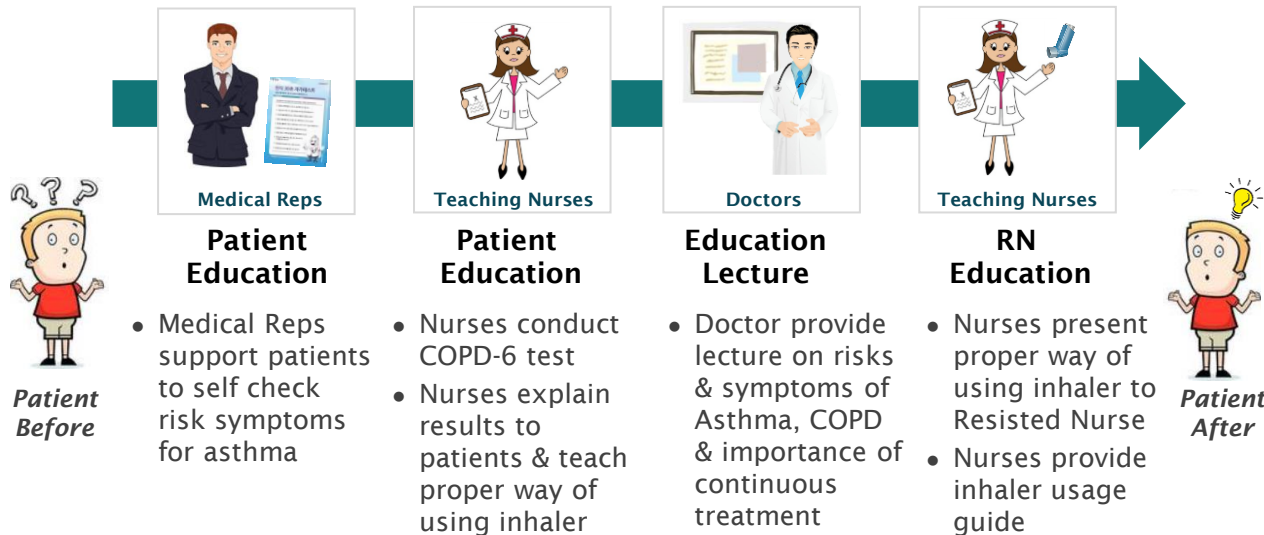 Medical Reps
Teaching Nurses
Doctors
Teaching Nurses
Patient
Education
Patient
Education
Education
Lecture
RN
Education
Patient
Before
• Medical Reps
support patients
to self check
risk symptoms
for asthma
• Nurses conduct
COPD-6 test
• Nurses explain
results to
patients & teach
proper way of
using inhaler
• Doctor provide
lecture on risks
& symptoms of
Asthma, COPD
& importance of
continuous
treatment
• Nurses present
proper way of
using inhaler to
Resisted Nurse
• Nurses provide
inhaler usage
guide
Patient
After